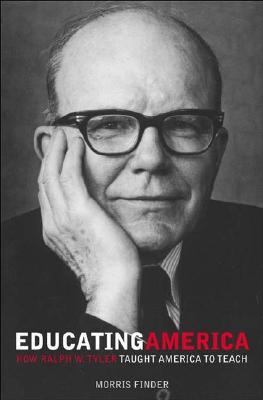 EDUCATINGAMERICA
HOW RALPH W. TYLER TAUGHT AMERICA TO TEACH
MORRIS FINDER